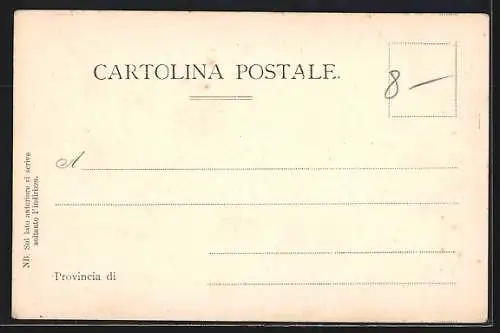 CARTOLINA POSTALE.
8 —
A
Provincia di
NB. Sul lato anteriore si scrive
soltanto l'indirizzo.